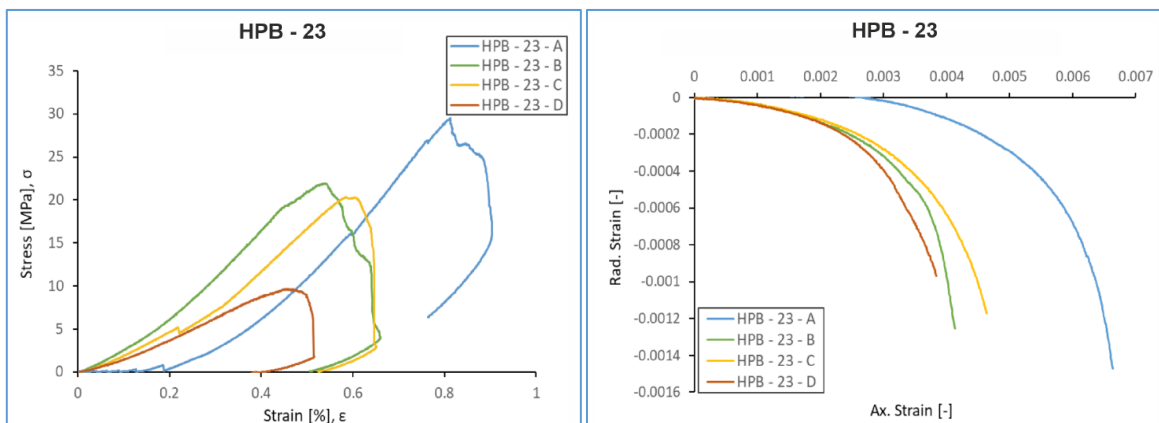 HPB - 23
HPB - 23 - A
HPB - 23 - B
HPB - 23 - C
HPB - 23 - D
35
30
25
20
15
10
5
0
Stress [MPa], σ
0
0.2
0.4
0.6
0.8
1
Strain [%], ε
HPB - 23
0
0.001
0.002
0.003
0.004
0.005
0.006
0.007
0
-0.0002
-0.0004
-0.0006
-0.0008
-0.001
-0.0012
-0.0014
-0.0016
Rad. Strain [-]
HPB - 23 - A
HPB - 23 - B
HPB - 23 - C
HPB - 23 - D
Ax. Strain [-]